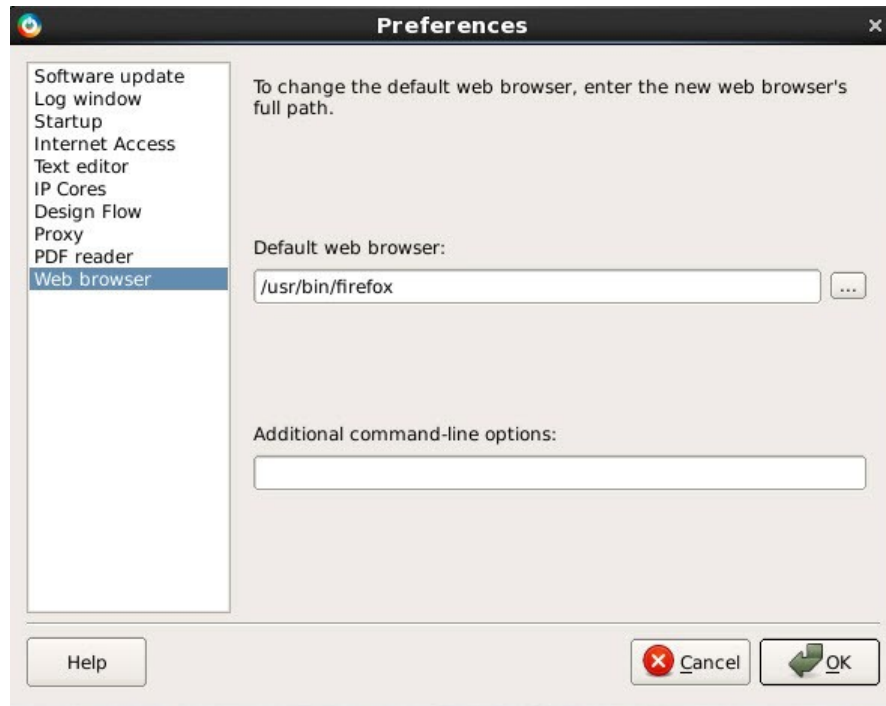 Preferences
Software update
Log window
Startup
Internet Access
Text editor
IP Cores
Design Flow
Proxy
PDF reader
Web browser
To change the default web browser, enter the new web browser's
full path.
Default web browser:
/usr/bin/firefox
...
Additional command-line options:
Help
Cancel
OK